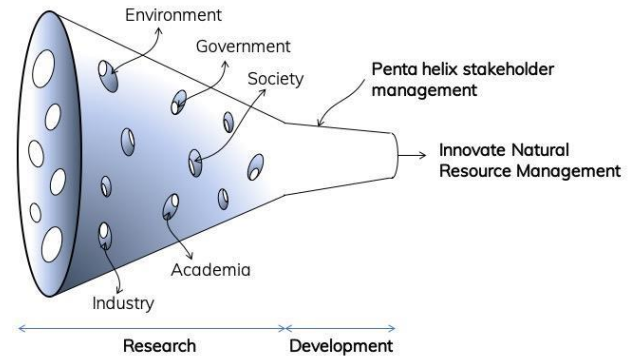 Environment
Government
Society
Penta helix stakeholder
management
Innovate Natural
Resource Management
Academia
Industry
Research
Development